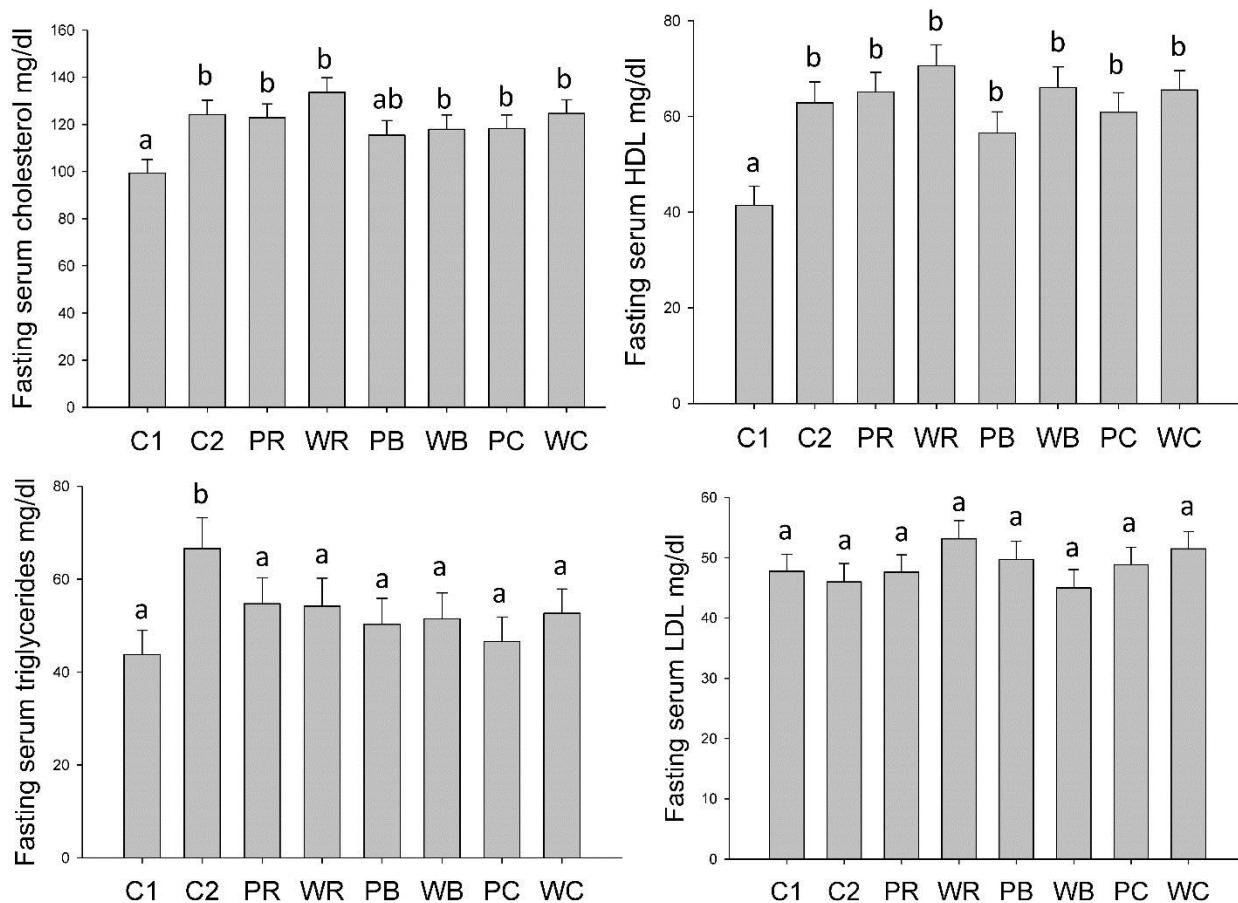 Fasting serum cholesterol mg/dl
160
140
120
100
80
60
40
20
0
a
b
b
b
ab
b
b
b
C1 C2 PR WR PB WB PC WC
Fasting serum HDL mg/dl
80
60
40
20
0
a
b
b
b
b
b
b
b
C1 C2 PR WR PB WB PC WC
Fasting serum triglycerides mg/dl
80
60
40
20
0
a
b
a
a
a
a
a
a
C1 C2 PR WR PB WB PC WC
Fasting serum LDL mg/dl
60
50
40
30
20
10
0
a
a
a
a
a
a
a
a
C1 C2 PR WR PB WB PC WC